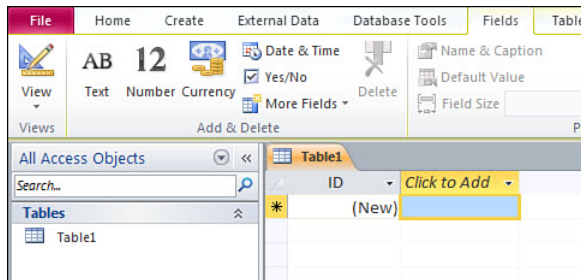 File Home Create External Data Database Tools Fields Table
AB 12
Date & Time
Yes/No
More Fields
View Text Number Currency
Delete
Name & Caption
Default Value
Field Size
Views Add & Delete P
All Access Objects «
Search...
Tables
Table1
Table1
ID Click to Add
(New)